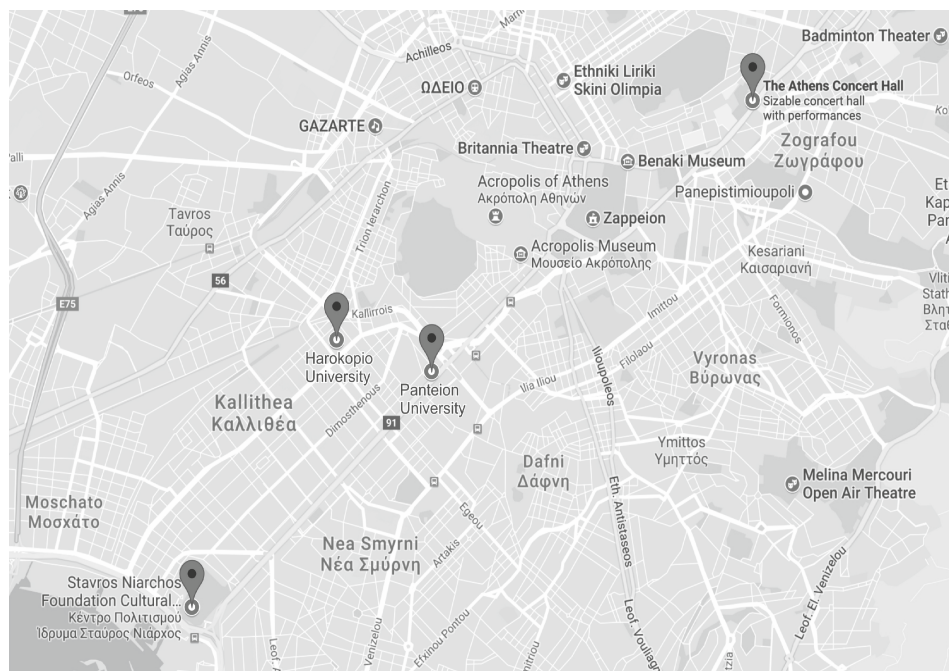 E75
Marni
Achilleos
Badminton Theater
Agias Annis
Orfeos
Ethniki Liriki
Skini Olimpia
The Athens Concert Hall
Sizable concert hall
with performances
ΩΔΕΙΟ
GAZARTE
Zografou
Ζωγράφου
Britannia Theatre
Benaki Museum
Acropolis of Athens
Ακρόπολη Αθηνών
Panepistimioupoli
Agias Annis
Trion Ierarchon
Tavros
Ταύρος
Zappeion
Acropolis Museum
Μουσείο Ακρόπολης
Kesariani
Καισαριανή
56
E75
Kallirrois
Imittou
Formionos
Harokopio
University
Panteion
University
Ilioupoleos
Filolaou
Vyronas
Βύρωνας
Ilia Iliou
Kallithea
Καλλιθέα
Dimosthenous
91
Ymittos
Υμηττός
Dafni
Δάφνη
Melina Mercouri
Open Air Theatre
Moschato
Μοσχάτο
Eth. Antistaseos
Egeou
Nea Smyrni
Νέα Σμύρνη
Artakis
Stavros Niarchos
Foundation Cultural...
Κέντρο Πολιτισμού
Ίδρυμα Σταύρος Νιάρχος
Leof. El. Venizelou
Venizelou
Efxinou Pontou